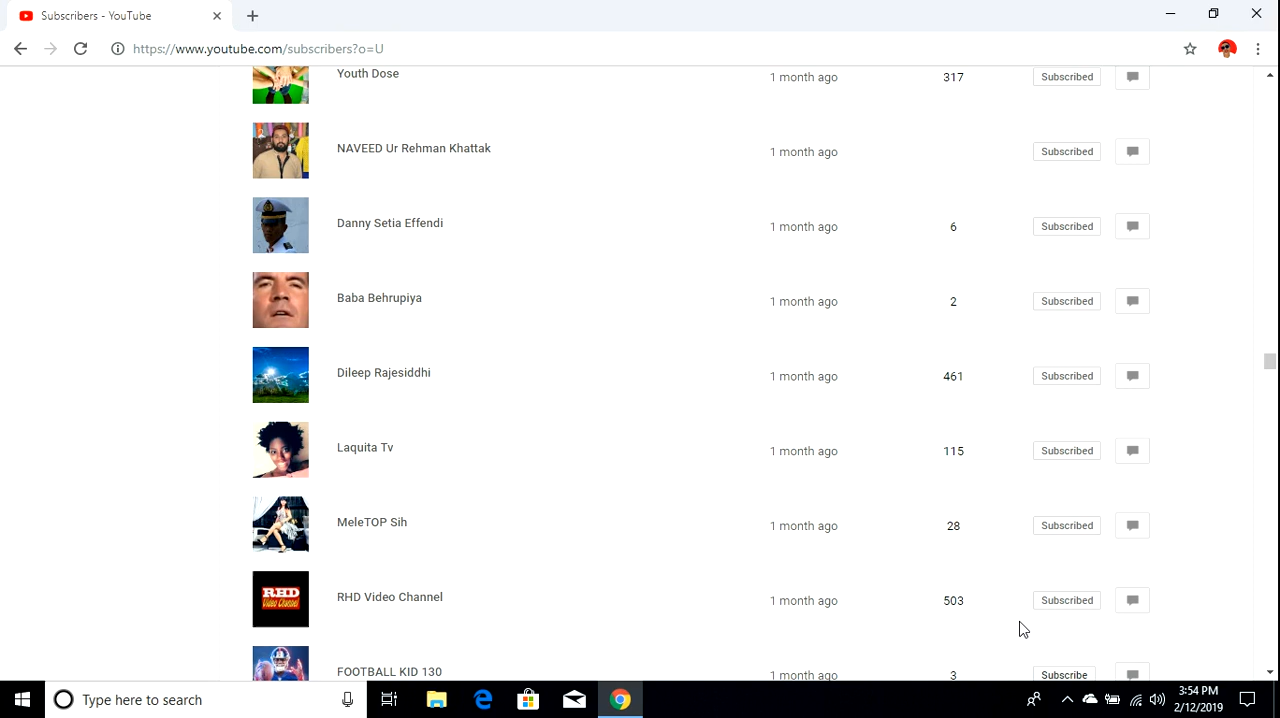 Subscribers - YouTube
https://www.youtube.com/subscribers?o=U
Youth Dose 1 month ago 317 Subscribed
NAVEED Ur Rehman Khattak 1 month ago Subscribed
Danny Setia Effendi 1 month ago 6 Subscribed
Baba Behrupiya 1 month ago 2 Subscribed
Dileep Rajesiddhi 1 month ago 461 Subscribed
Laquita Tv 1 month ago 115 Subscribed
MeleTOP Sih 1 month ago 28 Subscribed
RHD
Video Channel
RHD Video Channel 1 month ago 503 Subscribed
FOOTBALL KID 130 1 month ago 3 Subscribe
Type here to search
3:54 PM
2/12/2019